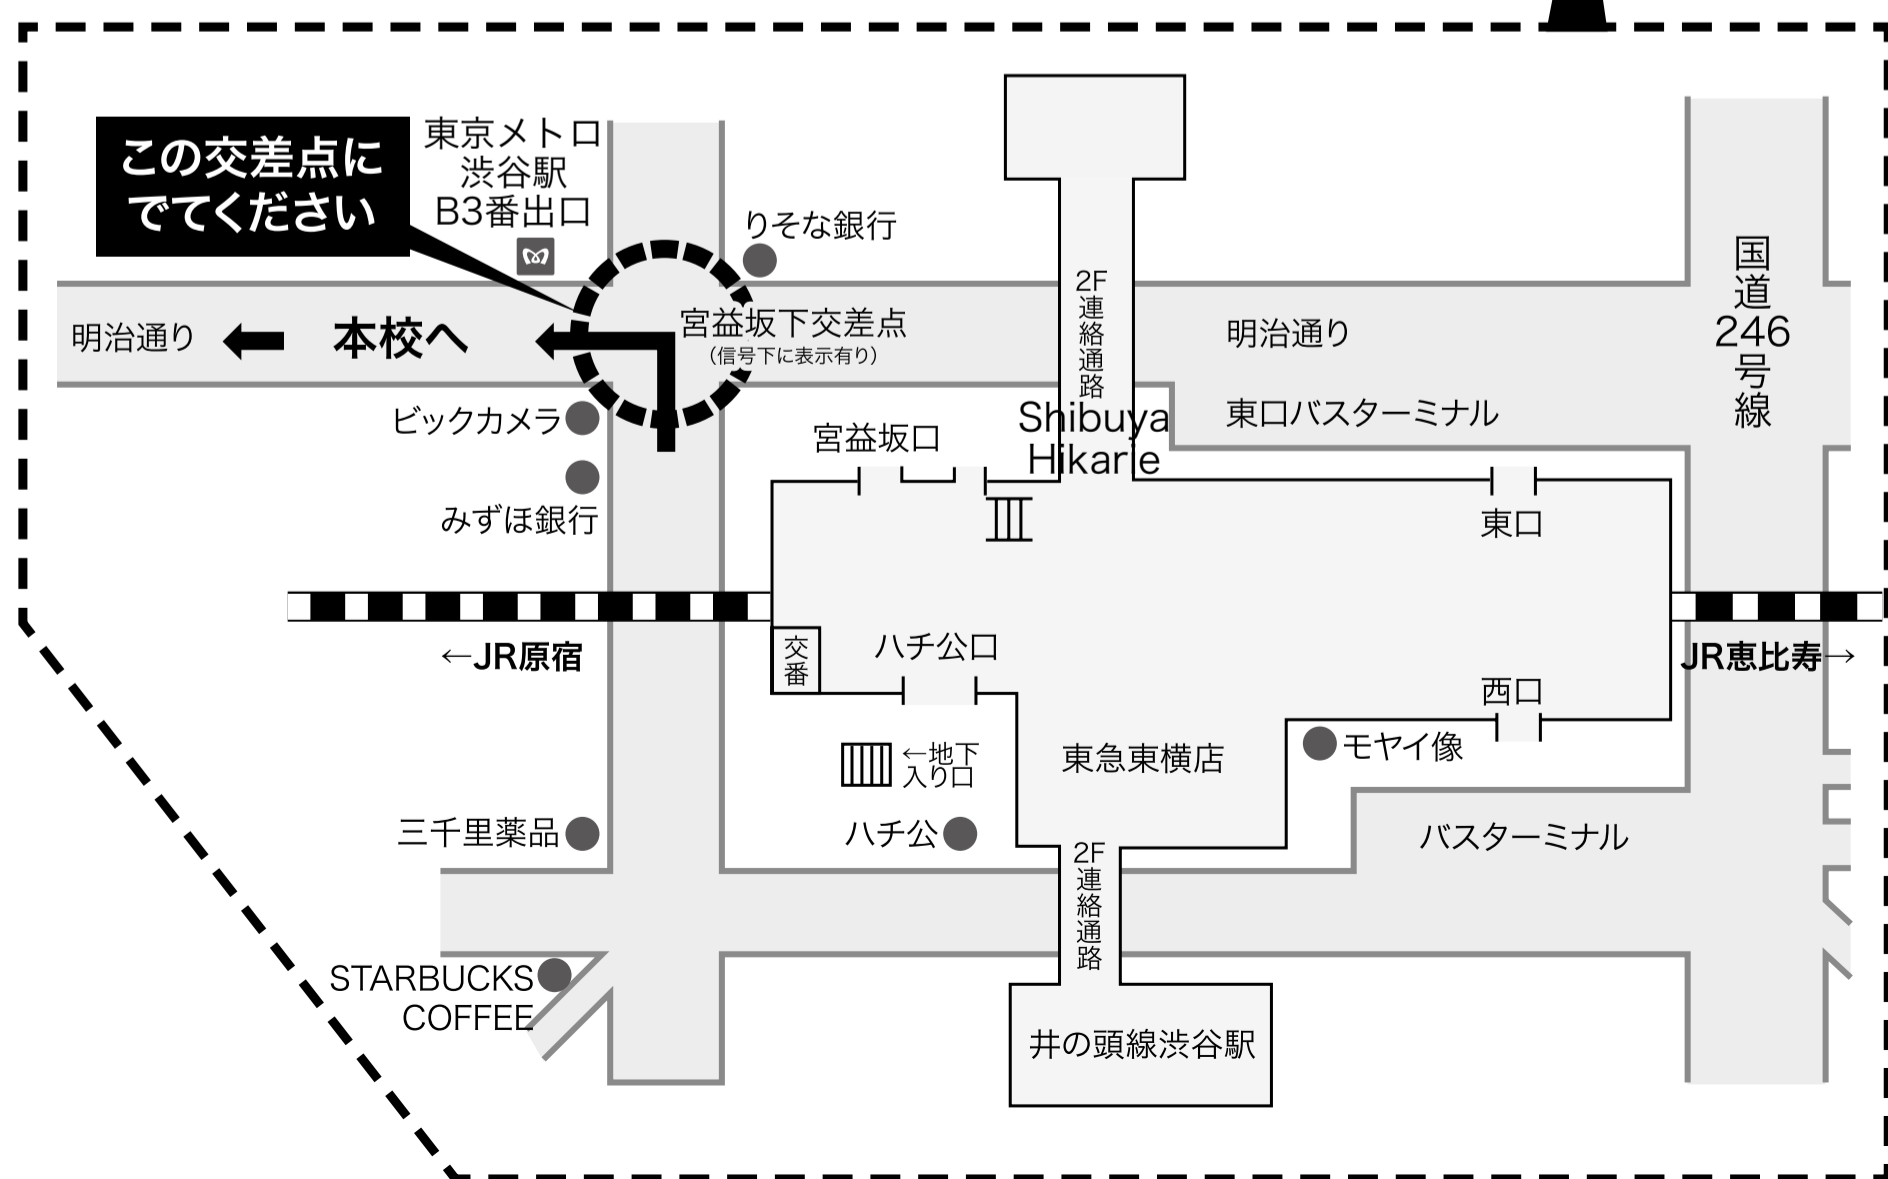 この交差点に
でてください
東京メトロ
渋谷駅
B3番出口
りそな銀行
明治通り
本校へ
宮益坂下交差点
（信号下に表示有り）
2F連絡通路
明治通り
国道246号線
ビックカメラ
宮益坂口
Shibuya
Hikarie
東口バスターミナル
みずほ銀行
東口
←JR原宿
交番
ハチ公口
JR恵比寿→
西口
←地下
入り口
東急東横店
モヤイ像
三千里薬品
ハチ公
2F連絡通路
バスターミナル
STARBUCKS
COFFEE
井の頭線渋谷駅